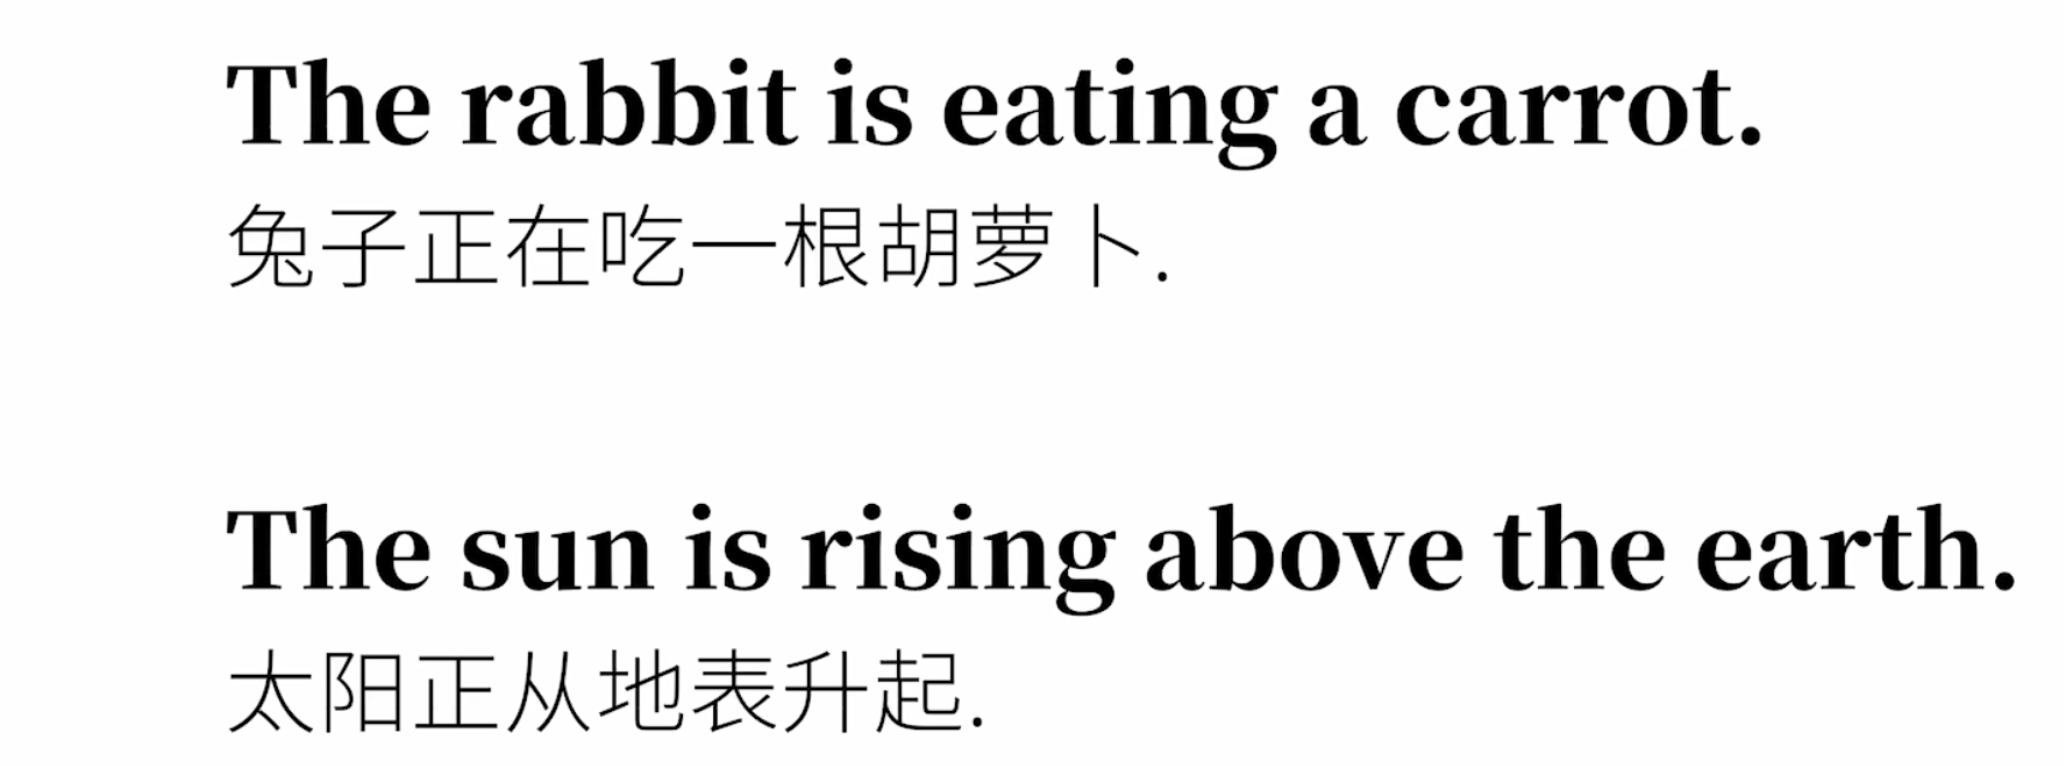 The rabbit is eating a carrot.
兔子正在吃一根胡萝卜.
The sun is rising above the earth.
太阳正从地表升起.